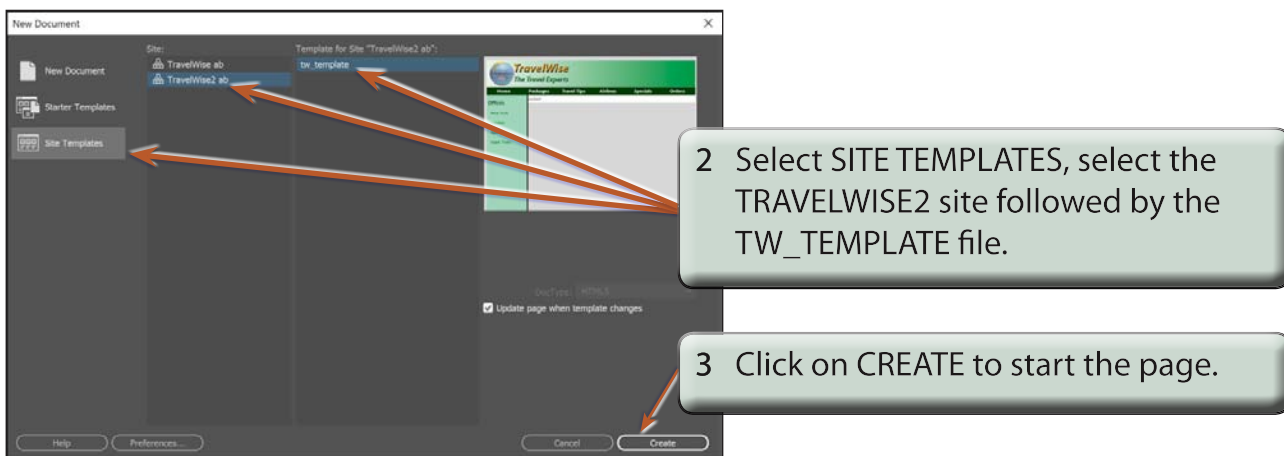 New Document
Site:
Template for Site "TravelWise2 ab":
New Document
Starter Templates
Site Templates
TravelWise ab
TravelWise2 ab
tw_template
TravelWise
The Travel Experts
Home Packages Travel Tips Airlines Specials Orders
Offices
DocType: HTML5
Update page when template changes
2 Select SITE TEMPLATES, select the
TRAVELWISE2 site followed by the
TW_TEMPLATE file.
3 Click on CREATE to start the page.
Help
Preferences...
Cancel
Create